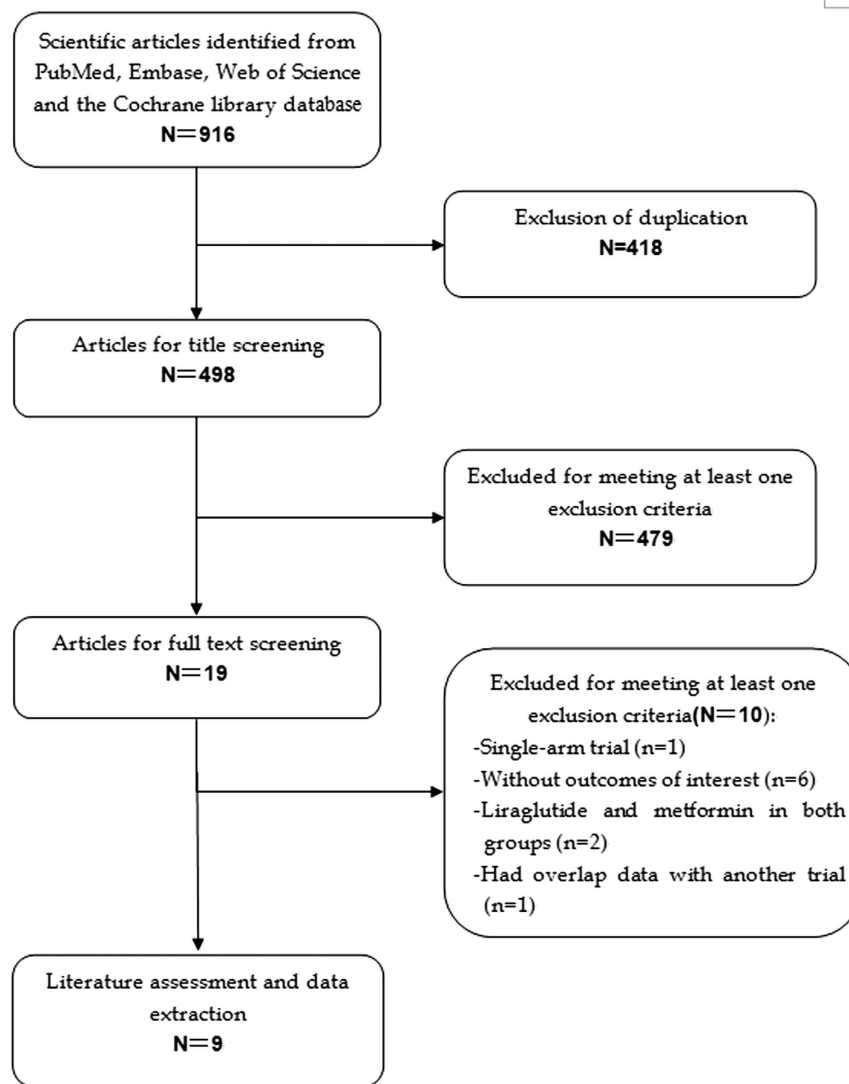 Scientific articles identified from
PubMed, Embase, Web of Science
and the Cochrane library database
N＝916
Exclusion of duplication
N=418
Articles for title screening
N＝498
Excluded for meeting at least one
exclusion criteria
N＝479
Articles for full text screening
N＝19
Excluded for meeting at least one
exclusion criteria(N＝10):
-Single-arm trial (n=1)
-Without outcomes of interest (n=6)
-Liraglutide and metformin in both
groups (n=2)
-Had overlap data with another trial
(n=1)
Literature assessment and data
extraction
N＝9